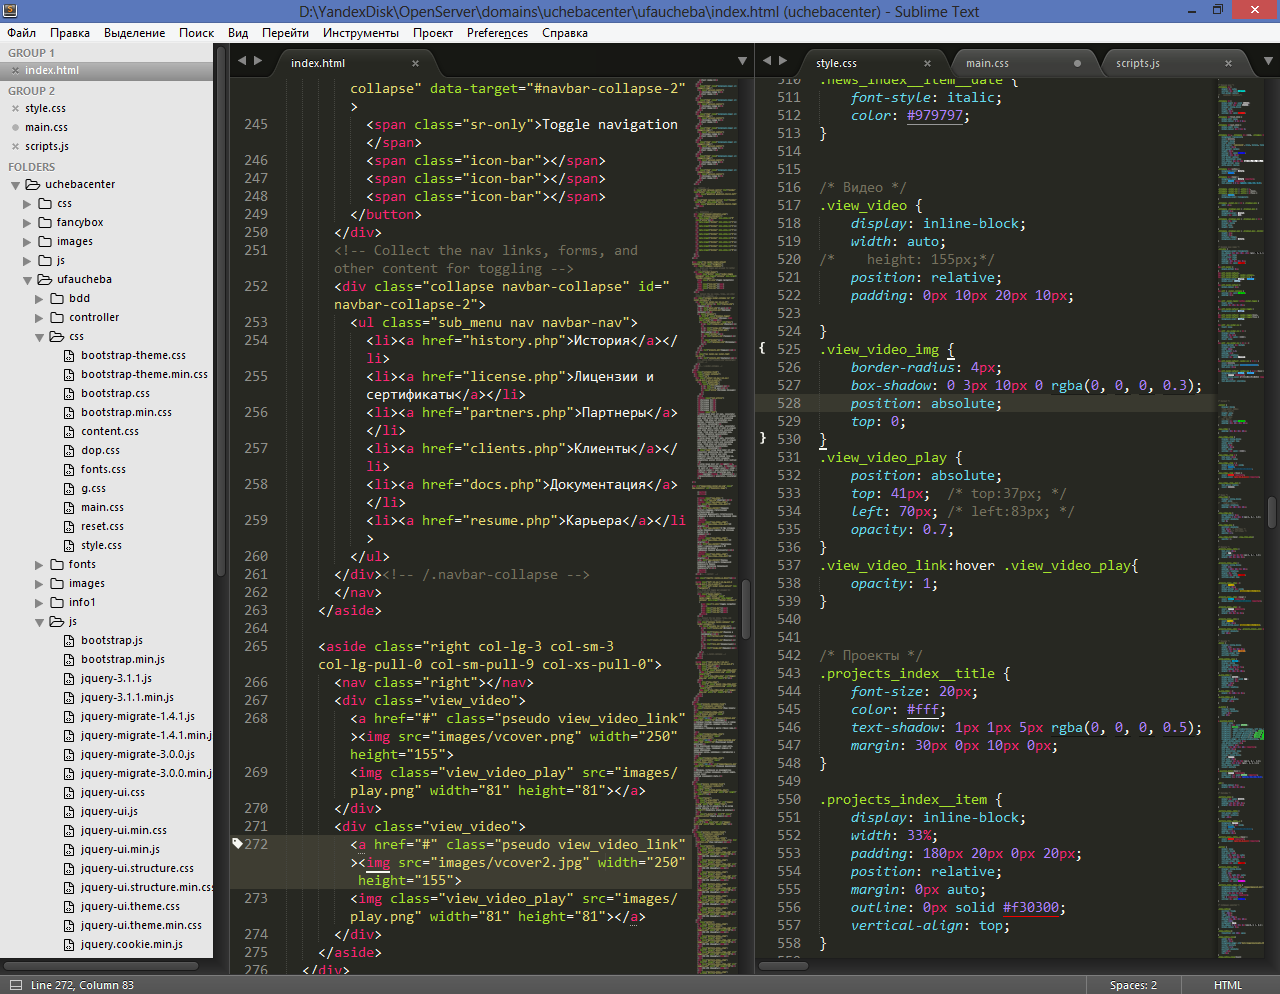 D:\YandexDisk\OpenServer\domains\uchebacenter\ufaucheba\index.html (uchebacenter) - Sublime Text
Файл Правка Выделение Поиск Вид Перейти Инструменты Проект Preferences Справка
GROUP 1
index.html
GROUP 2
style.css
main.css
scripts.js
FOLDERS
uchebacenter
css
fancybox
images
js
ufaucheba
bdd
controller
css
bootstrap-theme.css
bootstrap-theme.min.css
bootstrap.css
bootstrap.min.css
content.css
dop.css
fonts.css
g.css
main.css
reset.css
style.css
fonts
images
info1
js
bootstrap.js
bootstrap.min.js
jquery-3.1.1.js
jquery-3.1.1.min.js
jquery-migrate-1.4.1.js
jquery-migrate-1.4.1.min.j
jquery-migrate-3.0.0.js
jquery-migrate-3.0.0.min.j
jquery-ui.css
jquery-ui.js
jquery-ui.min.css
jquery-ui.min.js
jquery-ui.structure.css
jquery-ui.structure.min.css
jquery-ui.theme.css
jquery-ui.theme.min.css
jquery.cookie.min.js
index.html
collapse" data-target="#navbar-collapse-2"
>
245 <span class="sr-only">Toggle navigation
</span>
246 <span class="icon-bar"></span>
247 <span class="icon-bar"></span>
248 <span class="icon-bar"></span>
249 </button>
250 </div>
251 <!-- Collect the nav links, forms, and
other content for toggling -->
252 <div class="collapse navbar-collapse" id="
navbar-collapse-2">
253 <ul class="sub_menu nav navbar-nav">
254 <li><a href="history.php">История</a></
li>
255 <li><a href="license.php">Лицензии и
сертификаты</a></li>
256 <li><a href="partners.php">Партнеры</a>
</li>
257 <li><a href="clients.php">Клиенты</a></
li>
258 <li><a href="docs.php">Документация</a>
</li>
259 <li><a href="resume.php">Карьера</a></li
>
260 </ul>
261 </div><!-- /.navbar-collapse -->
262 </nav>
263 </aside>
264
265 <aside class="right col-lg-3 col-sm-3
col-lg-pull-0 col-sm-pull-9 col-xs-pull-0">
266 <nav class="right"></nav>
267 <div class="view_video">
268 <a href="#" class="pseudo view_video_link"
><img src="images/vcover.png" width="250"
height="155">
269 <img class="view_video_play" src="images/
play.png" width="81" height="81"></a>
270 </div>
271 <div class="view_video">
272 <a href="#" class="pseudo view_video_link"
><img src="images/vcover2.jpg" width="250"
height="155">
273 <img class="view_video_play" src="images/
play.png" width="81" height="81"></a>
274 </div>
275 </aside>
276 </div>
style.css main.css scripts.js
510 .news_index__item__date {
511 font-style: italic;
512 color: #979797;
513 }
514
515
516 /* Видео */
517 .view_video {
518 display: inline-block;
519 width: auto;
520 /* height: 155px;*/
521 position: relative;
522 padding: 0px 10px 20px 10px;
523
524 }
525 .view_video_img {
526 border-radius: 4px;
527 box-shadow: 0 3px 10px 0 rgba(0, 0, 0, 0.3);
528 position: absolute;
529 top: 0;
530 }
531 .view_video_play {
532 position: absolute;
533 top: 41px; /* top:37px; */
534 left: 70px; /* left:83px; */
535 opacity: 0.7;
536 }
537 .view_video_link:hover .view_video_play{
538 opacity: 1;
539 }
540
541
542 /* Проекты */
543 .projects_index__title {
544 font-size: 20px;
545 color: #fff;
546 text-shadow: 1px 1px 5px rgba(0, 0, 0, 0.5);
547 margin: 30px 0px 10px 0px;
548 }
549
550 .projects_index__item {
551 display: inline-block;
552 width: 33%;
553 padding: 180px 20px 0px 20px;
554 position: relative;
555 margin: 0px auto;
556 outline: 0px solid #f30300;
557 vertical-align: top;
558 }
Line 272, Column 83
Spaces: 2
HTML